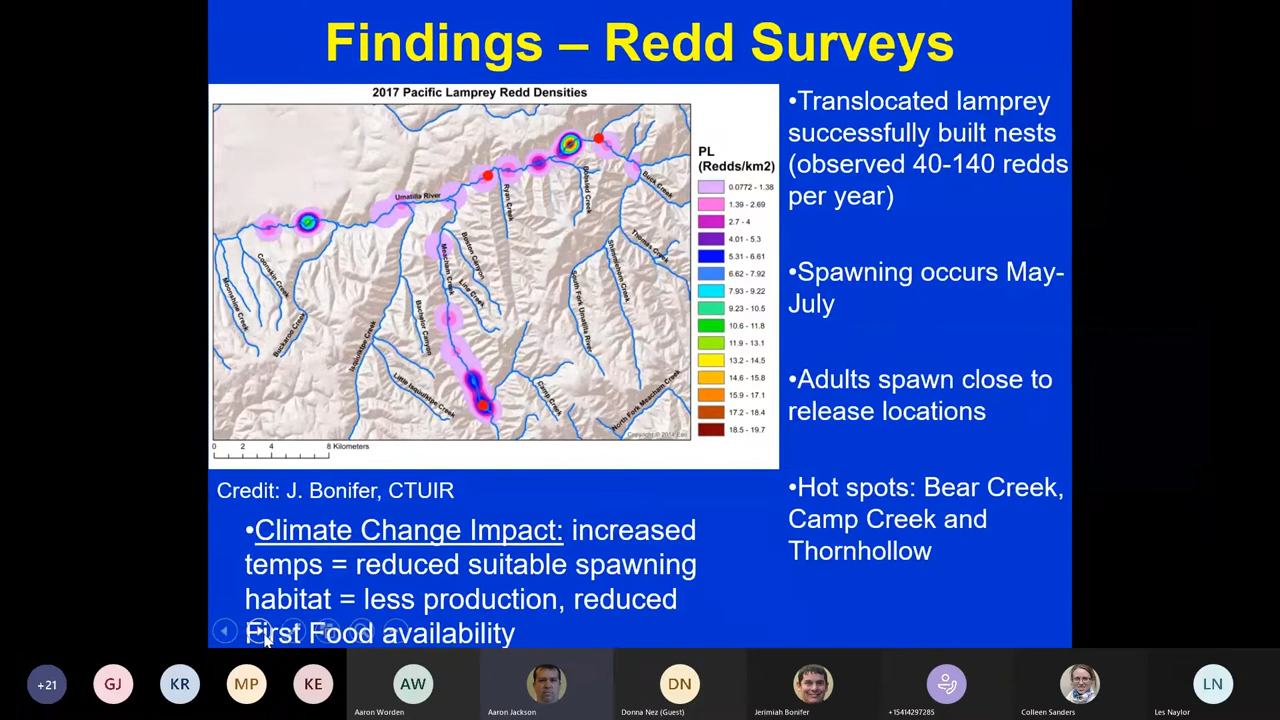 Findings – Redd Surveys
2017 Pacific Lamprey Redd Densities
Umatilla River
Ryan Creek
Bobsled Creek
Buck Creek
Thomas Creek
Shimmiehorn Creek
South Fork Umatilla River
Coonskin Creek
Moonshine Creek
Buckaroo Creek
Isquulktpe Creek
Little Isquulktpe Creek
Bachelor Canyon
Meacham Creek
Boston Canyon
Line Creek
Camp Creek
North Fork Meacham Creek
0 2 4 8 Kilometers
PL
(Redds/km2)
0.0772 - 1.38
1.39 - 2.69
2.7 - 4
4.01 - 5.3
5.31 - 6.61
6.62 - 7.92
7.93 - 9.22
9.23 - 10.5
10.6 - 11.8
11.9 - 13.1
13.2 - 14.5
14.6 - 15.8
15.9 - 17.1
17.2 - 18.4
18.5 - 19.7
•Translocated lamprey
successfully built nests
(observed 40-140 redds
per year)
•Spawning occurs May-
July
•Adults spawn close to
release locations
•Hot spots: Bear Creek,
Camp Creek and
Thornhollow
Credit: J. Bonifer, CTUIR
•Climate Change Impact: increased
temps = reduced suitable spawning
habitat = less production, reduced
First Food availability
+21
GJ
KR
MP
KE
AW
Aaron Worden
Aaron Jackson
DN
Donna Nez (Guest)
Jerimiah Bonifer
+15414297285
Colleen Sanders
LN
Les Naylor